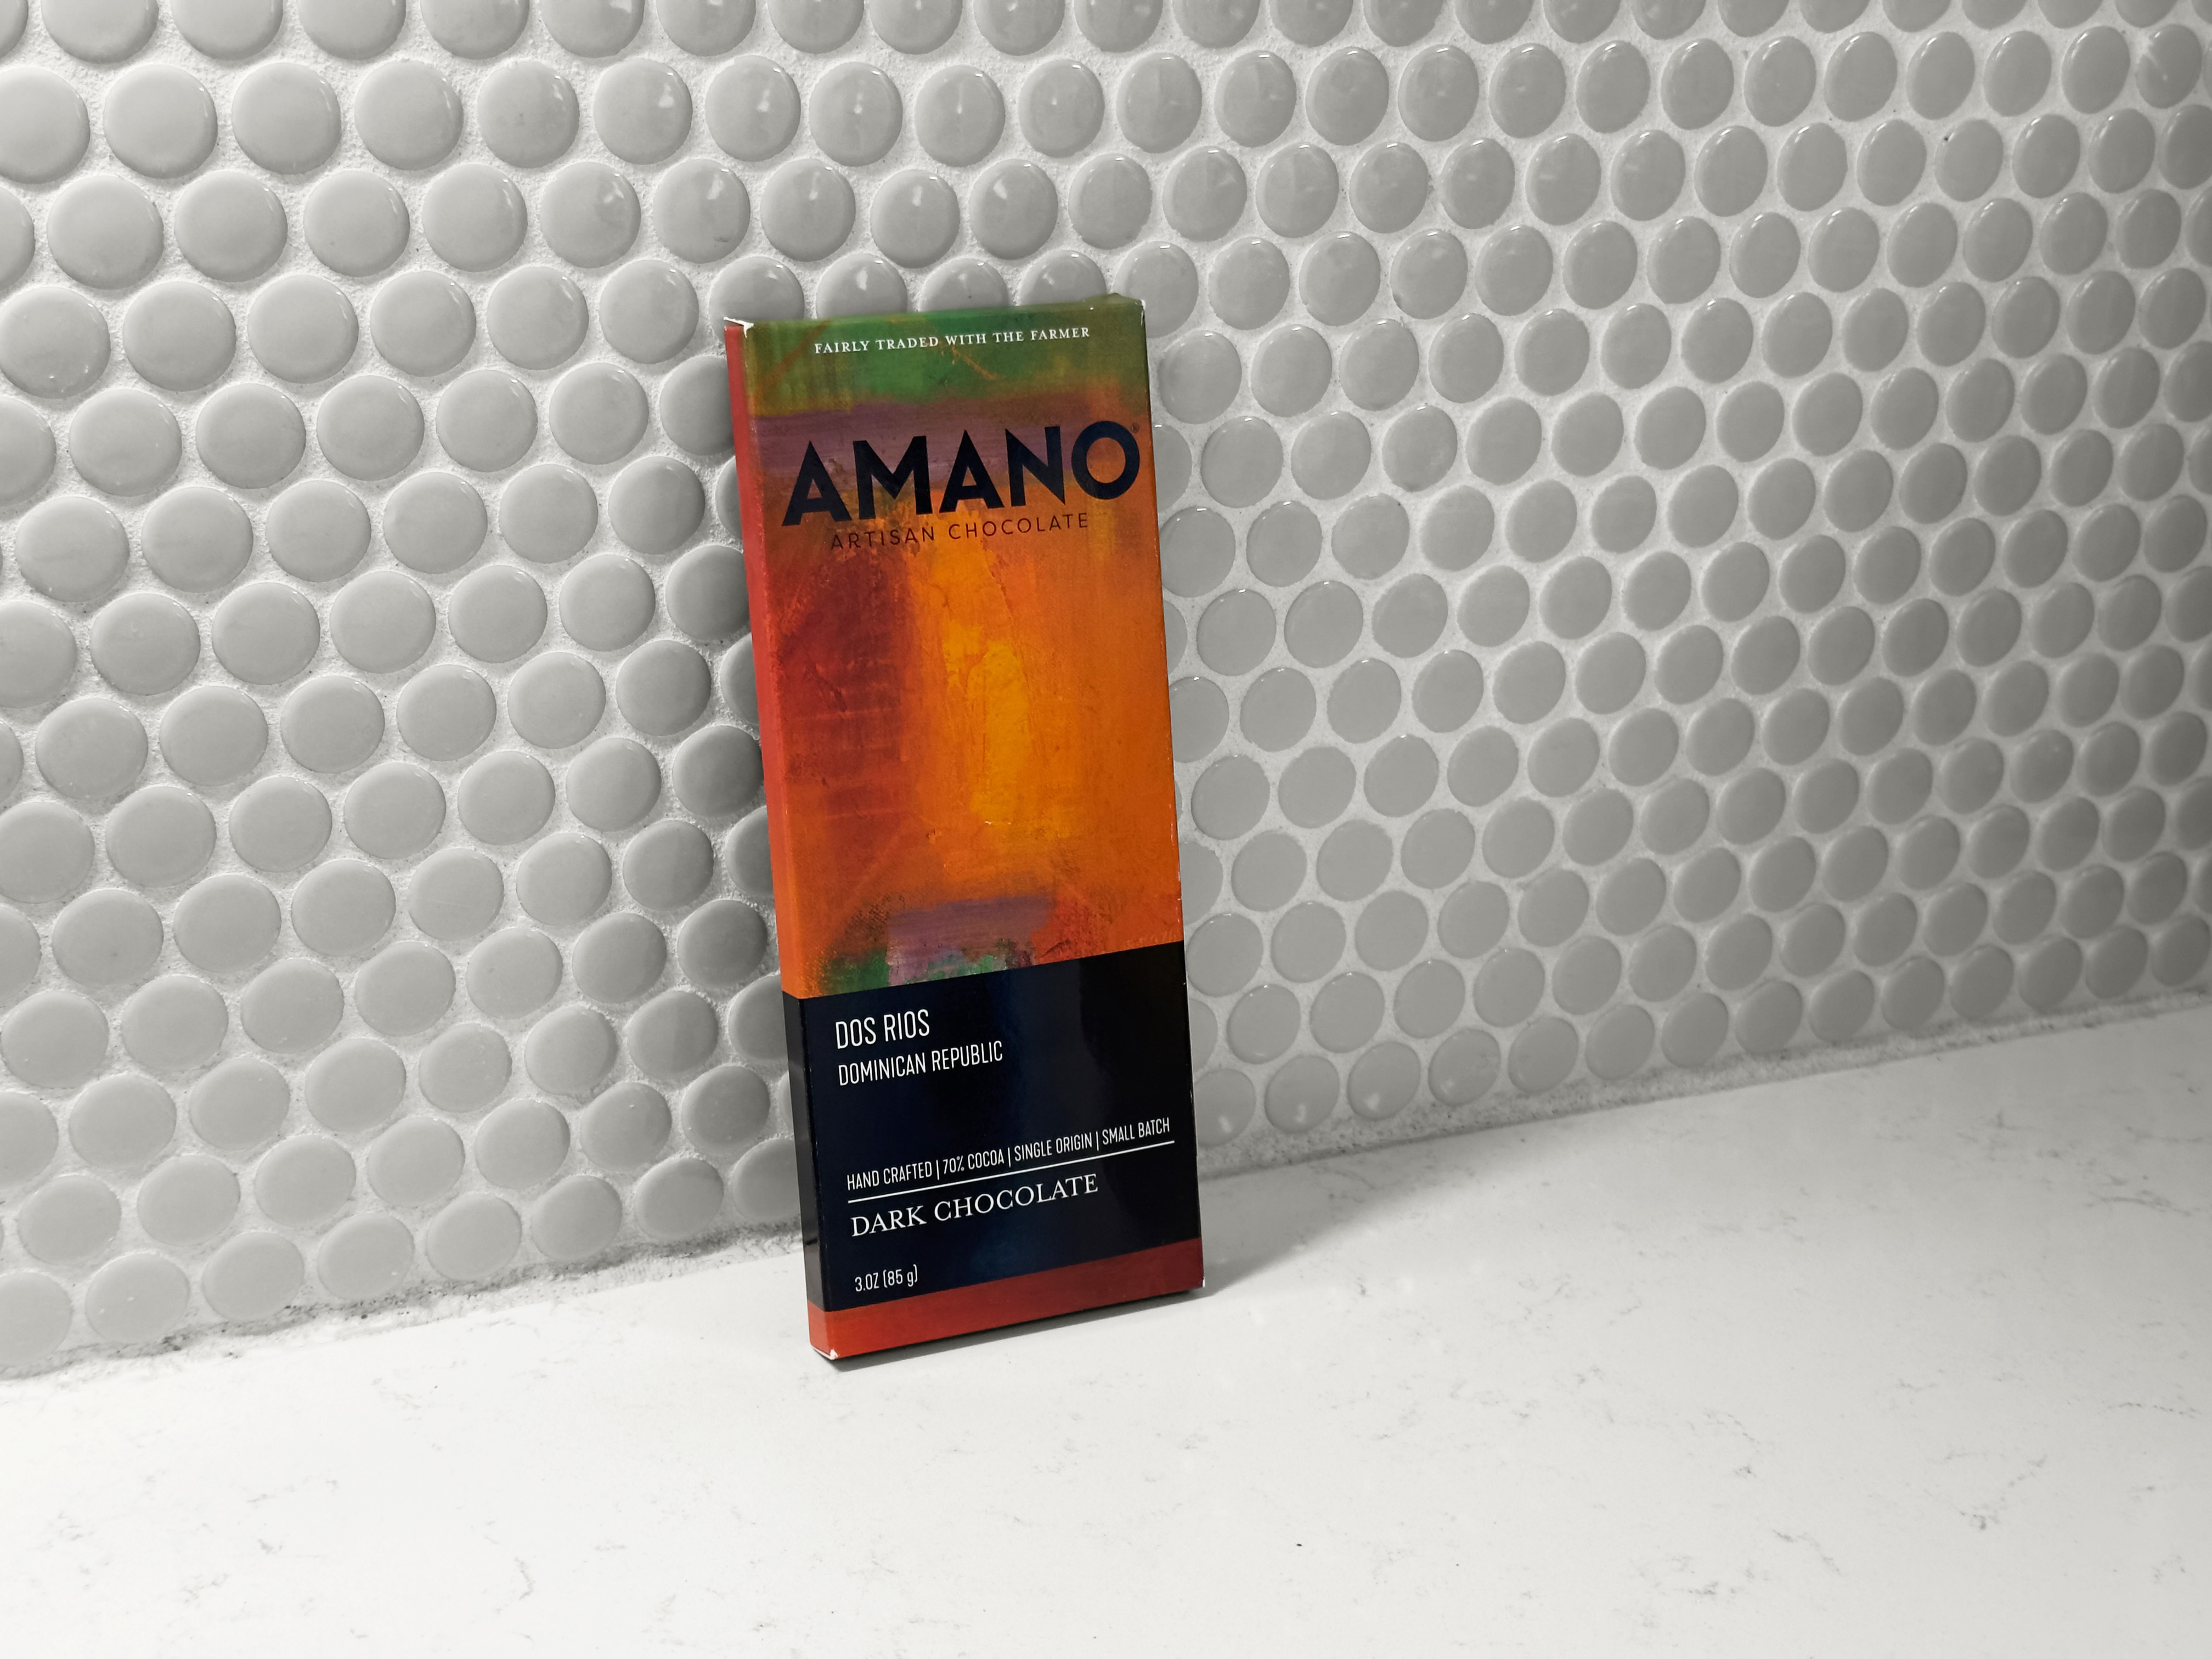 FAIRLY TRADED WITH THE FARMER
AMANO®
ARTISAN CHOCOLATE
DOS RIOS
DOMINICAN REPUBLIC
HAND CRAFTED | 70% COCOA | SINGLE ORIGIN | SMALL BATCH
DARK CHOCOLATE
3.0Z (85 g)